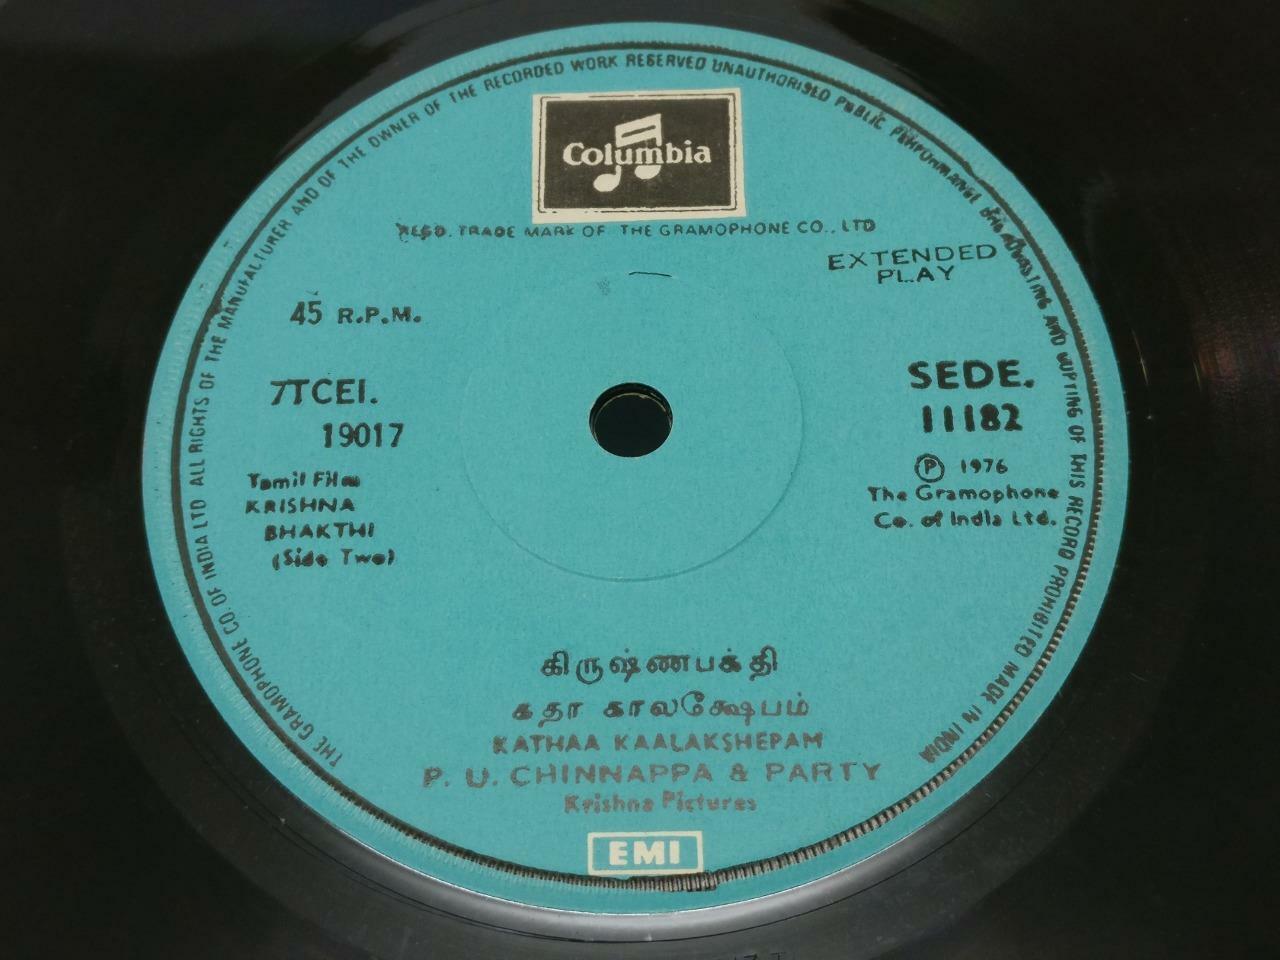 THE GRAMOPHONE CO. OF INDIA LTD ALL RIGHTS OF THE MANUFACTURER AND OF THE OWNER OF THE RECORDED WORK RESERVED UNAUTHORISED PUBLIC PERFORMANCE BROADCASTING AND COPYING OF THIS RECORD PROHIBITED MADE IN INDIA
Columbia
REGD. TRADE MARK OF THE GRAMOPHONE CO., LTD
EXTENDED
PLAY
45 R.P.M.
7TCEI.
19017
SEDE.
11182
Ⓟ 1976
The Gramophone
Co. of India Ltd.
Tamil Film
KRISHNA
BHAKTHI
(Side Two)
கிருஷ்ணபக்தி
கதா காலக்ஷேபம்
KATHAA KAALAKSHEPAM
P. U. CHINNAPPA & PARTY
Krishna Pictures
EMI